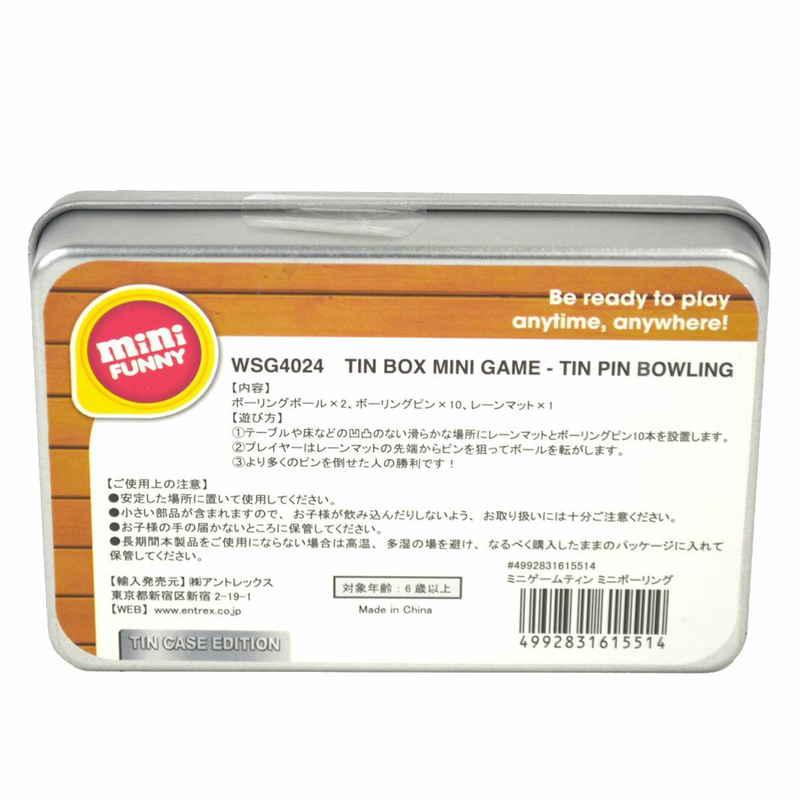 Be ready to play
anytime, anywhere!
mini
FUNNY
WSG4024 TIN BOX MINI GAME - TIN PIN BOWLING
【内容】
ボーリングボール×2、ボーリングピン×10、レーンマット×1
【遊び方】
①テーブルや床などの凹凸のない滑らかな場所にレーンマットとボーリングピン10本を設置します。
②プレイヤーはレーンマットの先端からピンを狙ってボールを転がします。
③より多くのピンを倒せた人の勝利です！
【ご使用上の注意】
●安定した場所に置いて使用してください。
●小さい部品が含まれますので、お子様が飲み込んだりしないよう、お取り扱いには十分ご注意ください。
●お子様の手の届かないところに保管してください。
●長期間本製品をご使用にならない場合は高温、多湿の場を避け、なるべく購入したままのパッケージに入れて
保管してください。
【輸入発売元】㈱アントレックス
東京都新宿区新宿 2-19-1
【WEB】 www.entrex.co.jp
対象年齢：6歳以上
Made in China
#4992831615514
ミニゲームティン ミニボーリング
4992831615514
TIN CASE EDITION